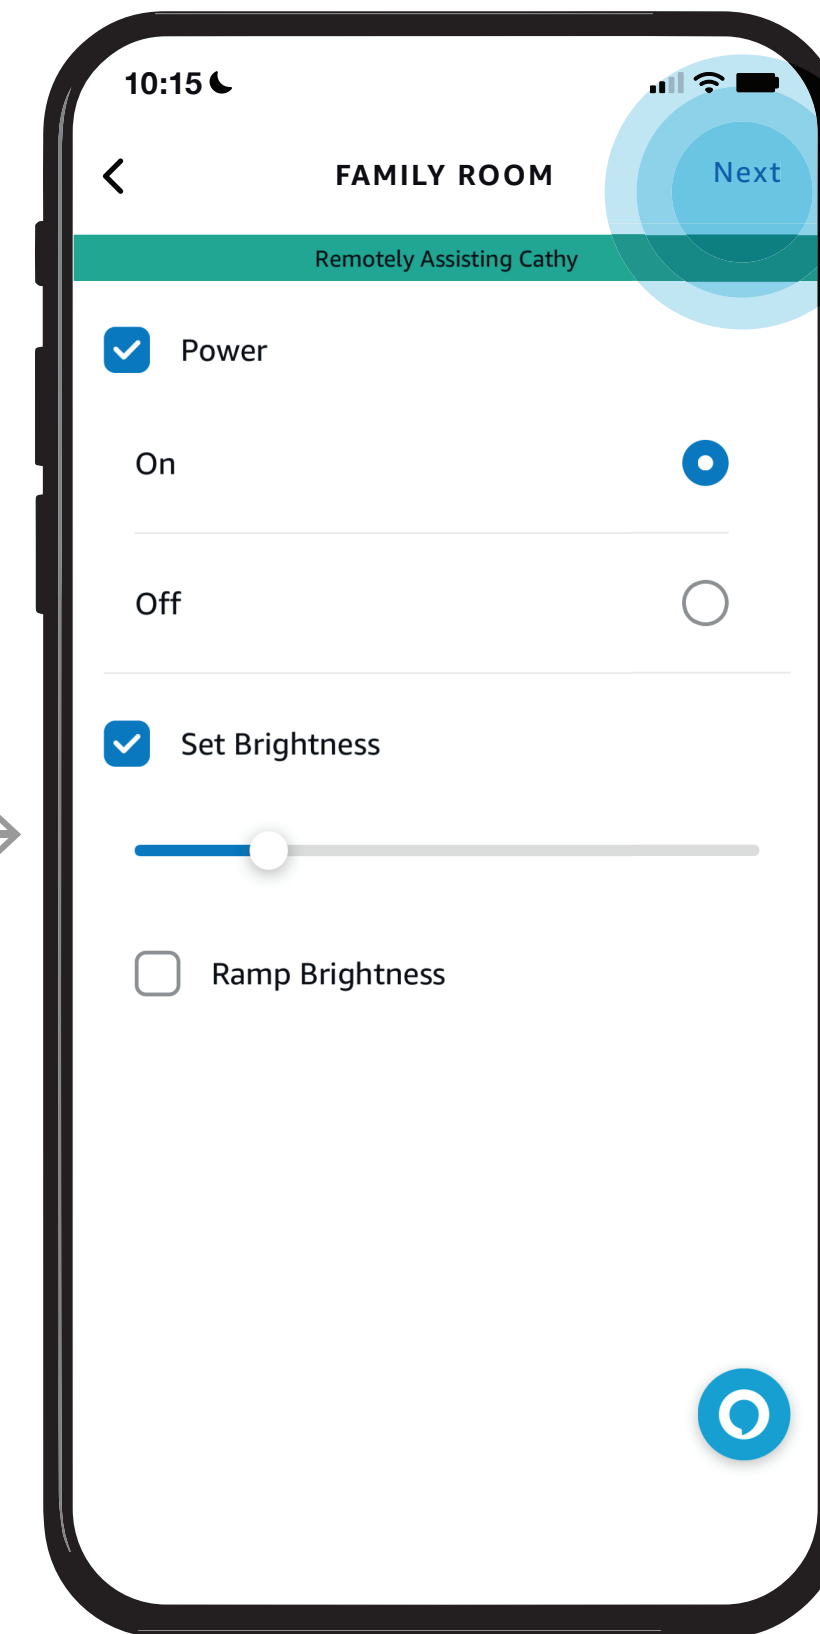 10:15
FAMILY ROOM
Next
Remotely Assisting Cathy
Power
On
Off
Set Brightness
Ramp Brightness